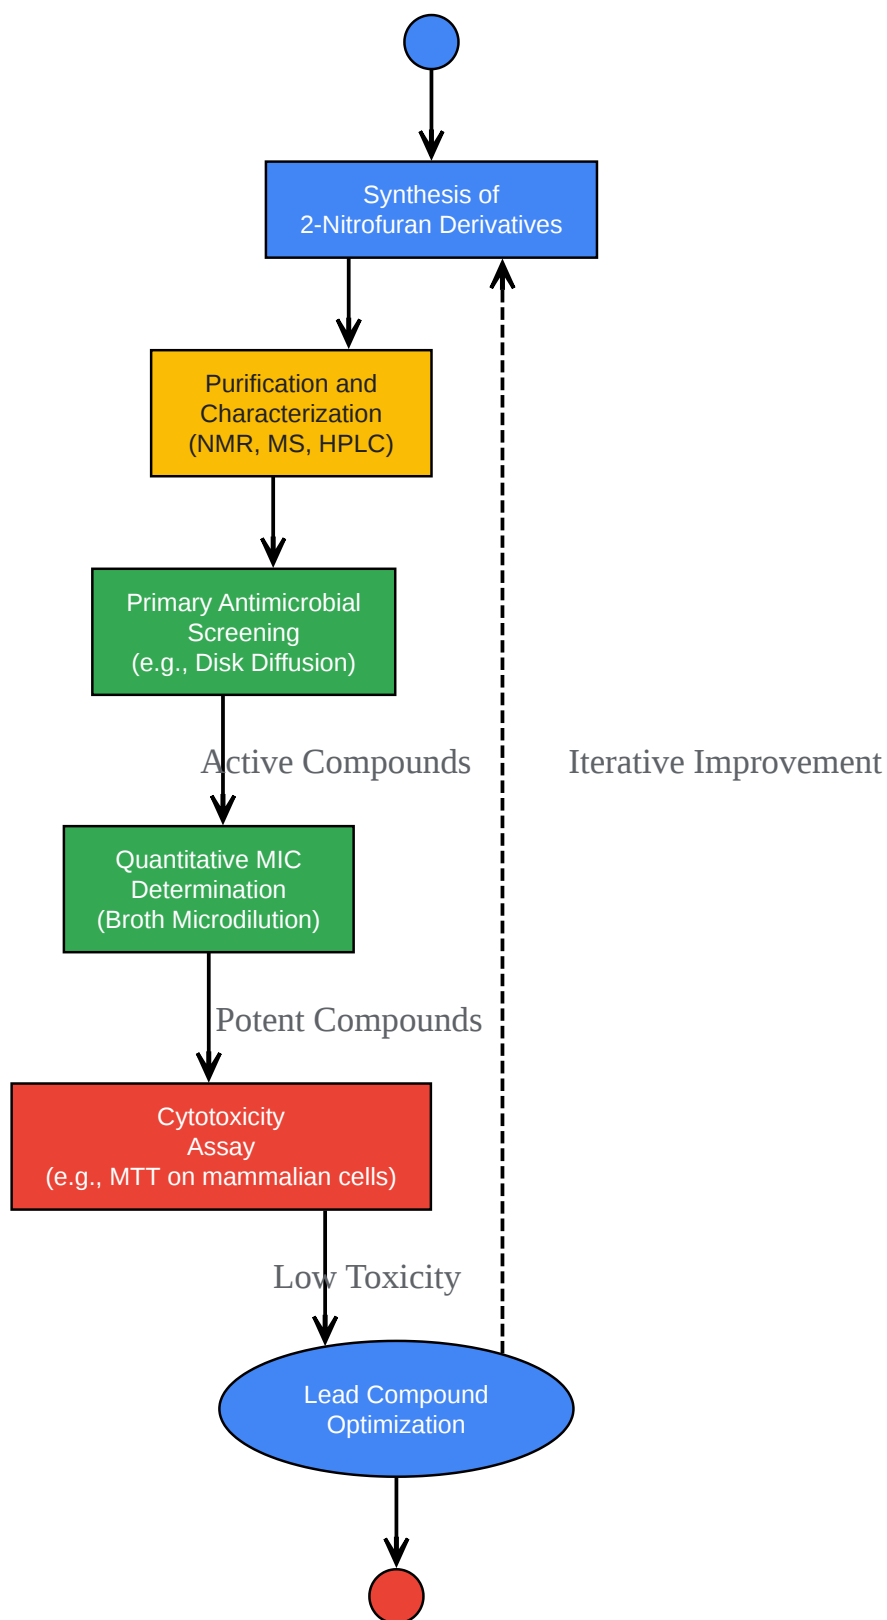 Synthesis of
2-Nitrofuran Derivatives
Purification and
Characterization
(NMR, MS, HPLC)
Primary Antimicrobial
Screening
(e.g., Disk Diffusion)
Active Compounds
Iterative Improvement
Quantitative MIC
Determination
(Broth Microdilution)
Potent Compounds
Cytotoxicity
Assay
(e.g., MTT on mammalian cells)
Low Toxicity
Lead Compound
Optimization